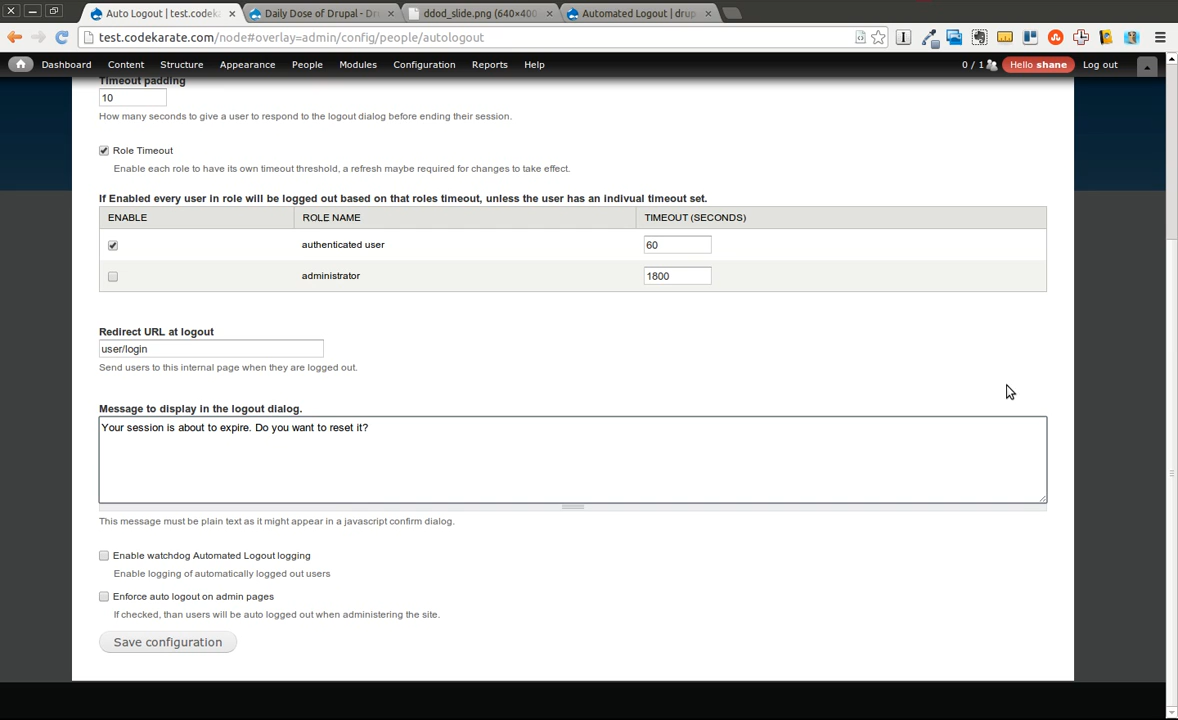 Auto Logout | test.codek
Daily Dose of Drupal - Dr
ddod_slide.png (640×400
Automated Logout | drup
test.codekarate.com/node#overlay=admin/config/people/autologout
Dashboard Content Structure Appearance People Modules Configuration Reports Help 0 / 1 Hello shane Log out
Timeout padding
10
How many seconds to give a user to respond to the logout dialog before ending their session.
Role Timeout
Enable each role to have its own timeout threshold, a refresh maybe required for changes to take effect.
If Enabled every user in role will be logged out based on that roles timeout, unless the user has an indivual timeout set.
ENABLE ROLE NAME TIMEOUT (SECONDS)
authenticated user 60
administrator 1800
Redirect URL at logout
user/login
Send users to this internal page when they are logged out.
Message to display in the logout dialog.
Your session is about to expire. Do you want to reset it?
This message must be plain text as it might appear in a javascript confirm dialog.
Enable watchdog Automated Logout logging
Enable logging of automatically logged out users
Enforce auto logout on admin pages
If checked, than users will be auto logged out when administering the site.
Save configuration